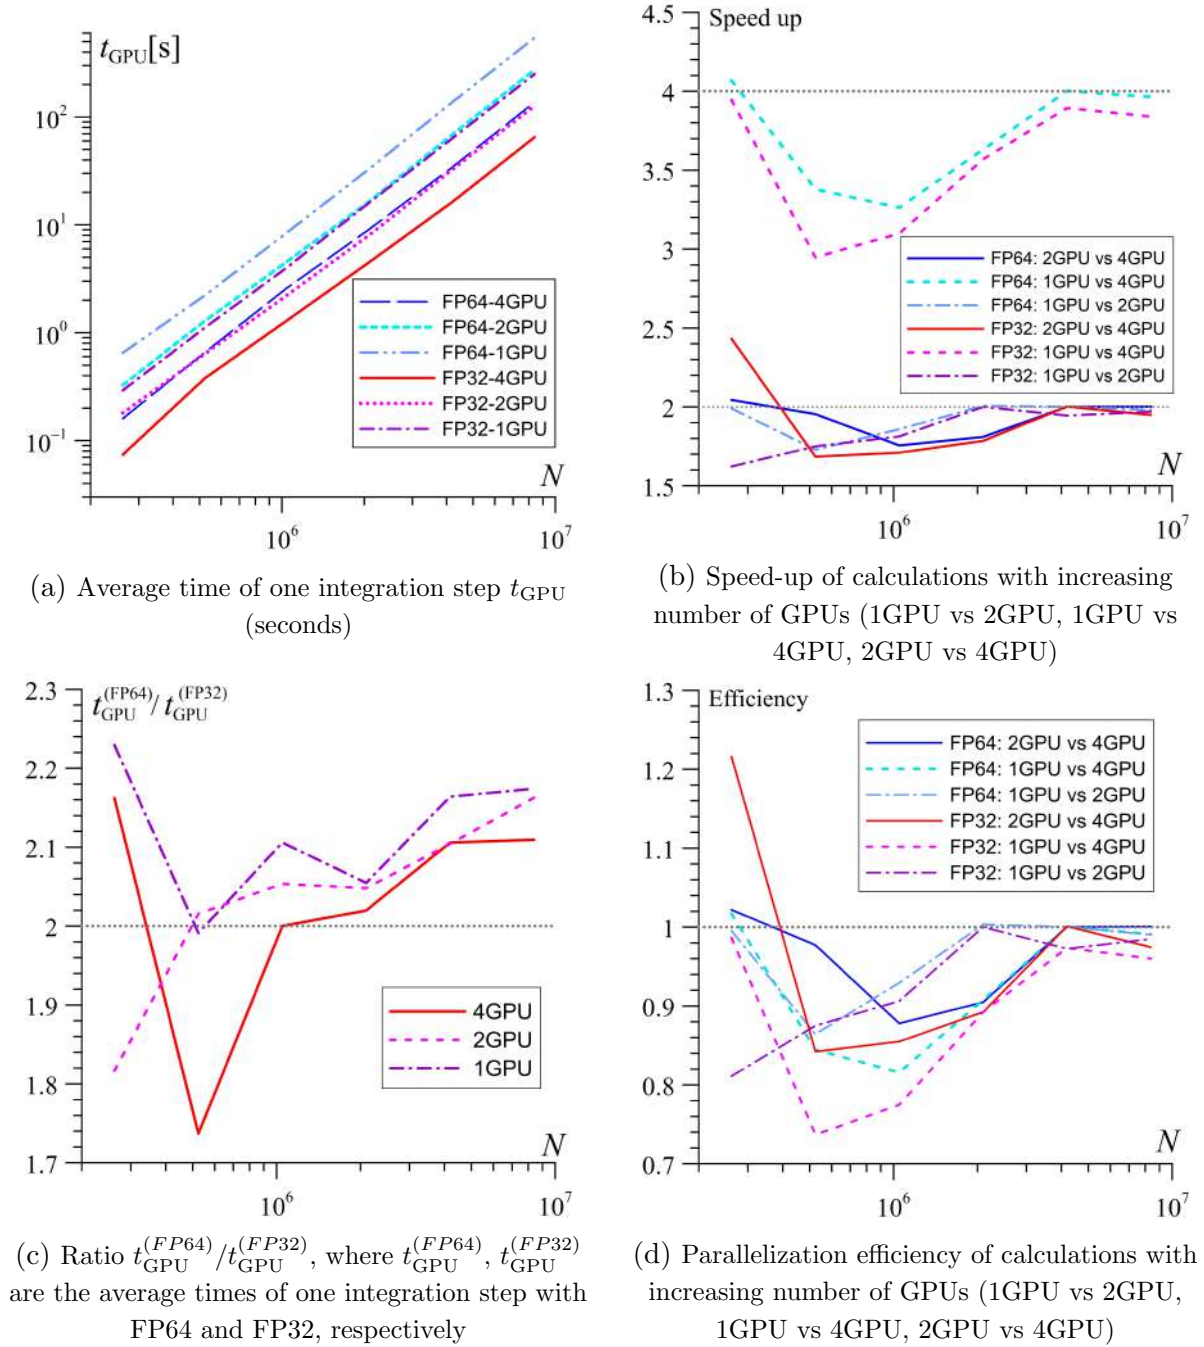 t_GPU[s]
10^2
10^1
10^0
10^−1
FP64-4GPU
FP64-2GPU
FP64-1GPU
FP32-4GPU
FP32-2GPU
FP32-1GPU
N
10^6
10^7
(a) Average time of one integration step t_GPU
(seconds)
Speed up
4.5
4
3.5
3
2.5
2
1.5
FP64: 2GPU vs 4GPU
FP64: 1GPU vs 4GPU
FP64: 1GPU vs 2GPU
FP32: 2GPU vs 4GPU
FP32: 1GPU vs 4GPU
FP32: 1GPU vs 2GPU
N
10^6
10^7
(b) Speed-up of calculations with increasing
number of GPUs (1GPU vs 2GPU, 1GPU vs
4GPU, 2GPU vs 4GPU)
t_GPU^(FP64)/t_GPU^(FP32)
2.3
2.2
2.1
2
1.9
1.8
1.7
4GPU
2GPU
1GPU
N
10^6
10^7
(c) Ratio t_GPU^(FP64)/t_GPU^(FP32), where t_GPU^(FP64), t_GPU^(FP32)
are the average times of one integration step with
FP64 and FP32, respectively
Efficiency
1.3
1.2
1.1
1
0.9
0.8
0.7
FP64: 2GPU vs 4GPU
FP64: 1GPU vs 4GPU
FP64: 1GPU vs 2GPU
FP32: 2GPU vs 4GPU
FP32: 1GPU vs 4GPU
FP32: 1GPU vs 2GPU
N
10^6
10^7
(d) Parallelization efficiency of calculations with
increasing number of GPUs (1GPU vs 2GPU,
1GPU vs 4GPU, 2GPU vs 4GPU)